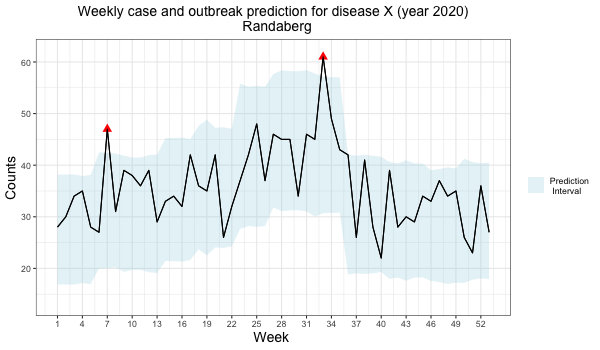 Weekly case and outbreak prediction for disease X (year 2020)
Randaberg
Counts
60
50
40
30
20
1 4 7 10 13 16 19 22 25 28 31 34 37 40 43 46 49 52
Week
Prediction
Interval